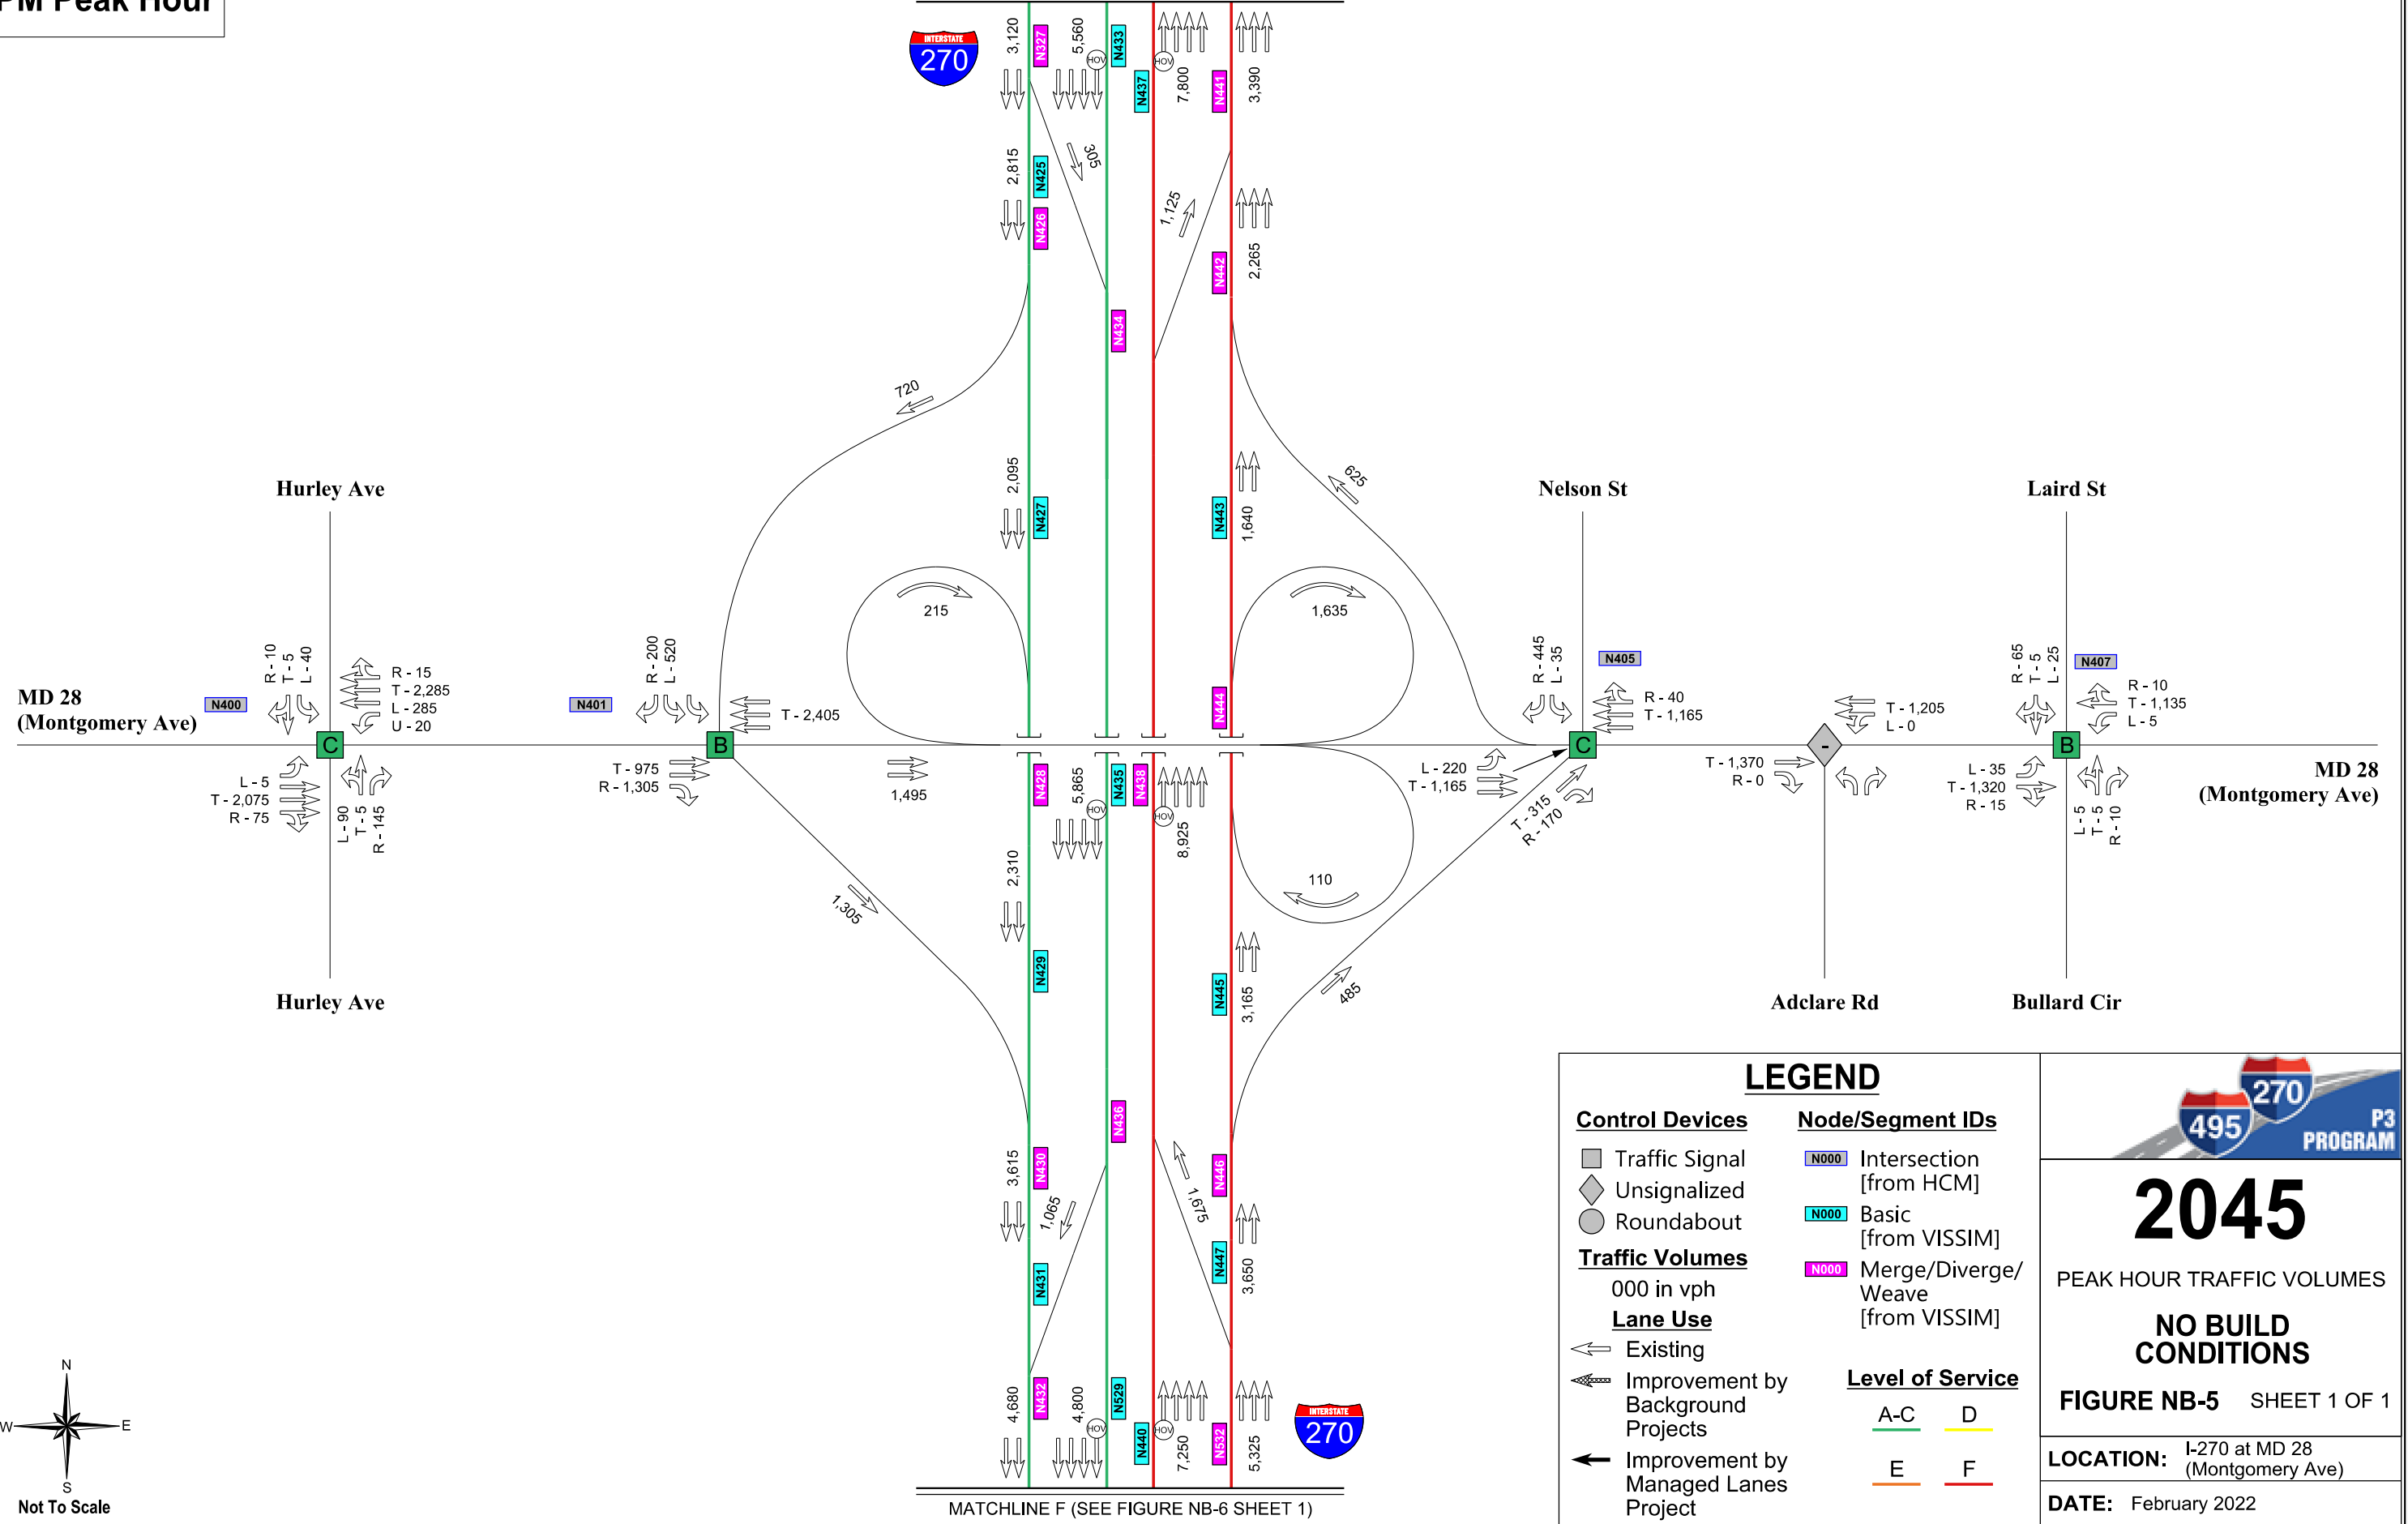 PM Peak Hour
INTERSTATE
270
3,120
N327
5,560
HOV
N433
N437
HOV
7,800
N441
3,390
2,815
N425
N426
305
1,125
N442
2,265
N434
720
2,095
N427
N443
1,640
625
215
1,635
Hurley Ave
Nelson St
Laird St
MD 28
(Montgomery Ave)
N400
R - 10
T - 5
L - 40
R - 15
T - 2,285
L - 285
U - 20
C
L - 5
T - 2,075
R - 75
L - 90
T - 5
R - 145
Hurley Ave
N401
R - 200
L - 520
T - 2,405
B
T - 975
R - 1,305
1,495
N444
N428
5,865
HOV
N435
N438
HOV
8,925
R - 445
L - 35
N405
R - 40
T - 1,165
C
L - 220
T - 1,165
T - 315
R - 170
T - 1,205
L - 0
-
T - 1,370
R - 0
Adclare Rd
R - 65
T - 5
L - 25
N407
R - 10
T - 1,135
L - 5
B
L - 35
T - 1,320
R - 15
L - 5
T - 5
R - 10
Bullard Cir
MD 28
(Montgomery Ave)
2,310
1,305
N429
110
N445
3,165
485
3,615
N430
N436
1,065
1,675
N446
N431
N447
3,650
4,680
N432
4,800
HOV
N529
N440
HOV
7,250
N532
5,325
INTERSTATE
270
MATCHLINE F (SEE FIGURE NB-6 SHEET 1)
N
W
E
S
Not To Scale
LEGEND
Control Devices
Traffic Signal
Unsignalized
Roundabout
Traffic Volumes
000 in vph
Lane Use
Existing
Improvement by
Background
Projects
Improvement by
Managed Lanes
Project
Node/Segment IDs
N000 Intersection
[from HCM]
N000 Basic
[from VISSIM]
N000 Merge/Diverge/
Weave
[from VISSIM]
Level of Service
A-C D
E F
495
270
P3
PROGRAM
2045
PEAK HOUR TRAFFIC VOLUMES
NO BUILD
CONDITIONS
FIGURE NB-5 SHEET 1 OF 1
LOCATION: I-270 at MD 28
(Montgomery Ave)
DATE: February 2022